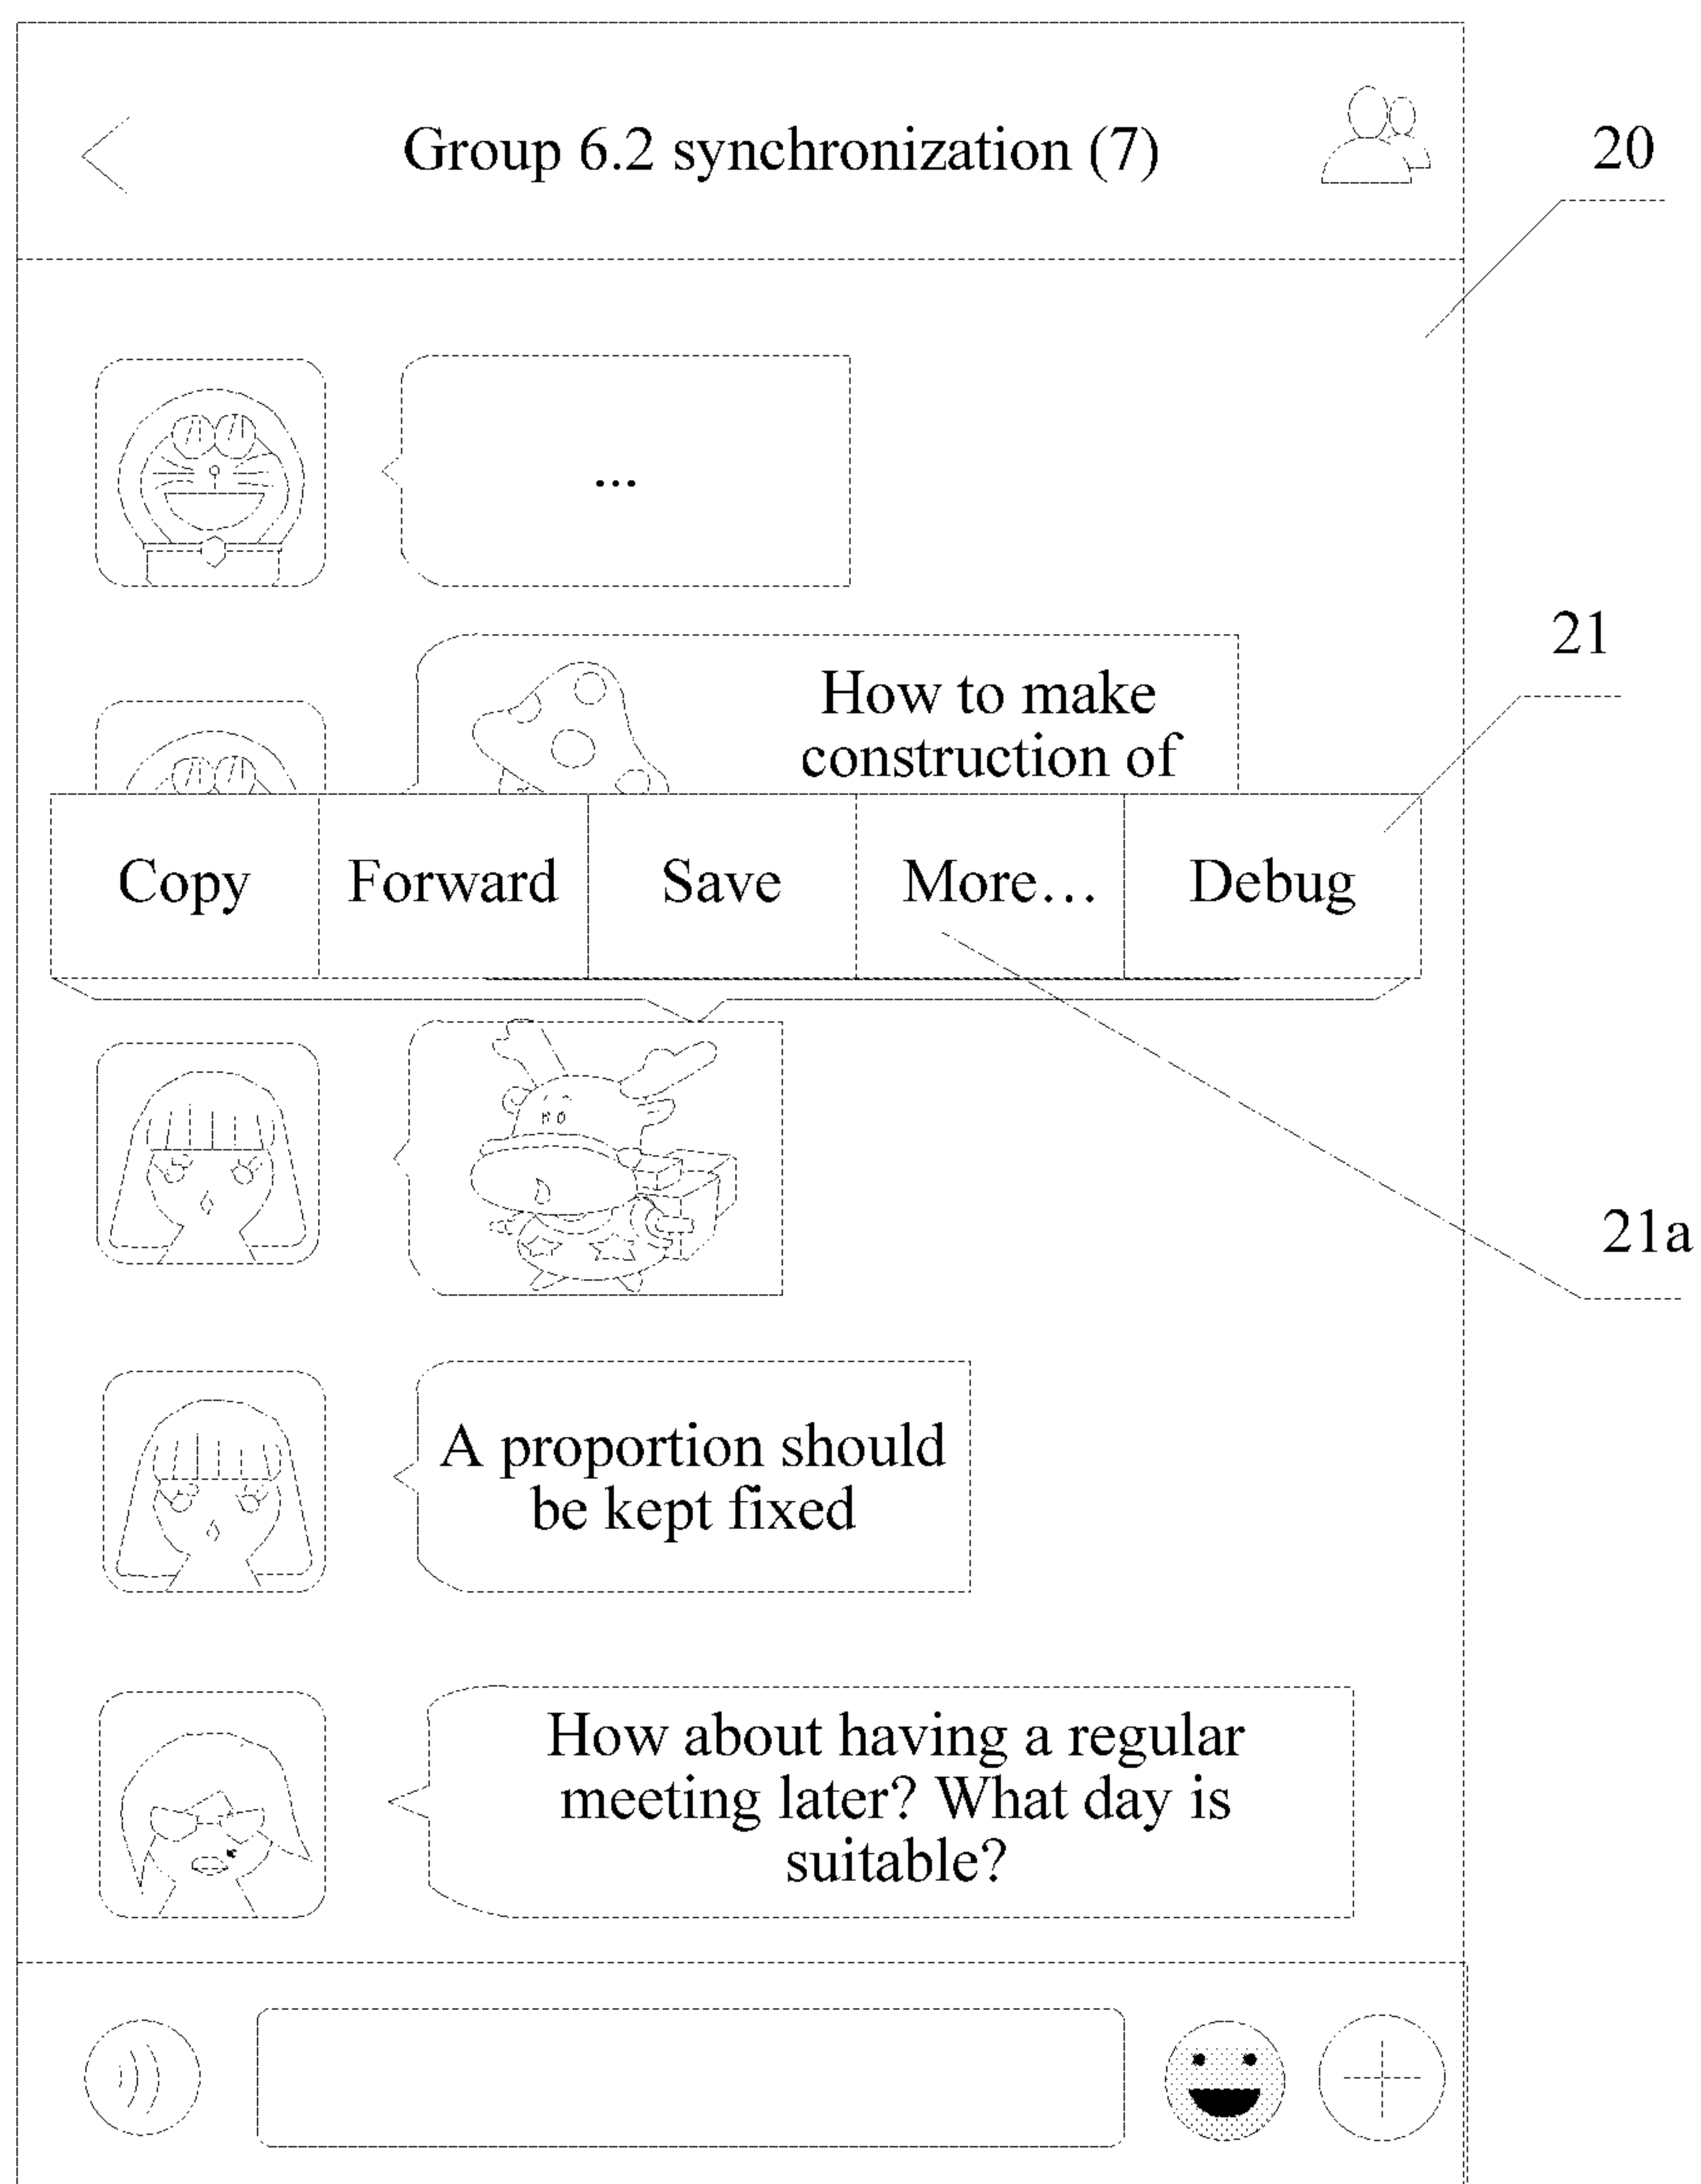 Group 6.2 synchronization (7)
20
...
21
How to make
construction of
Copy
Forward
Save
More...
Debug
21a
A proportion should
be kept fixed
How about having a regular
meeting later? What day is
suitable?